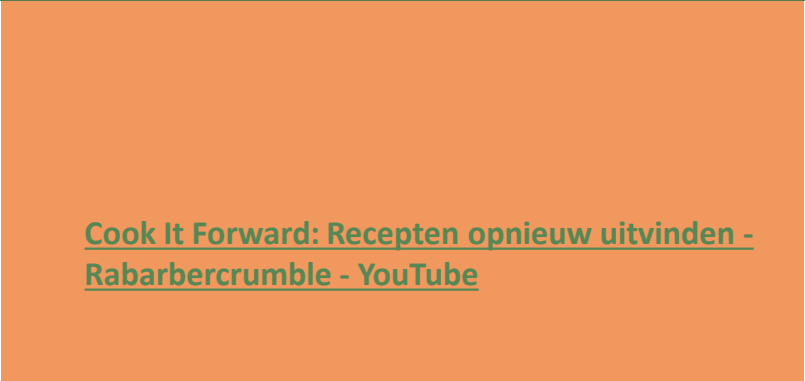 Cook It Forward: Recepten opnieuw uitvinden -
Rabarbercrumble - YouTube